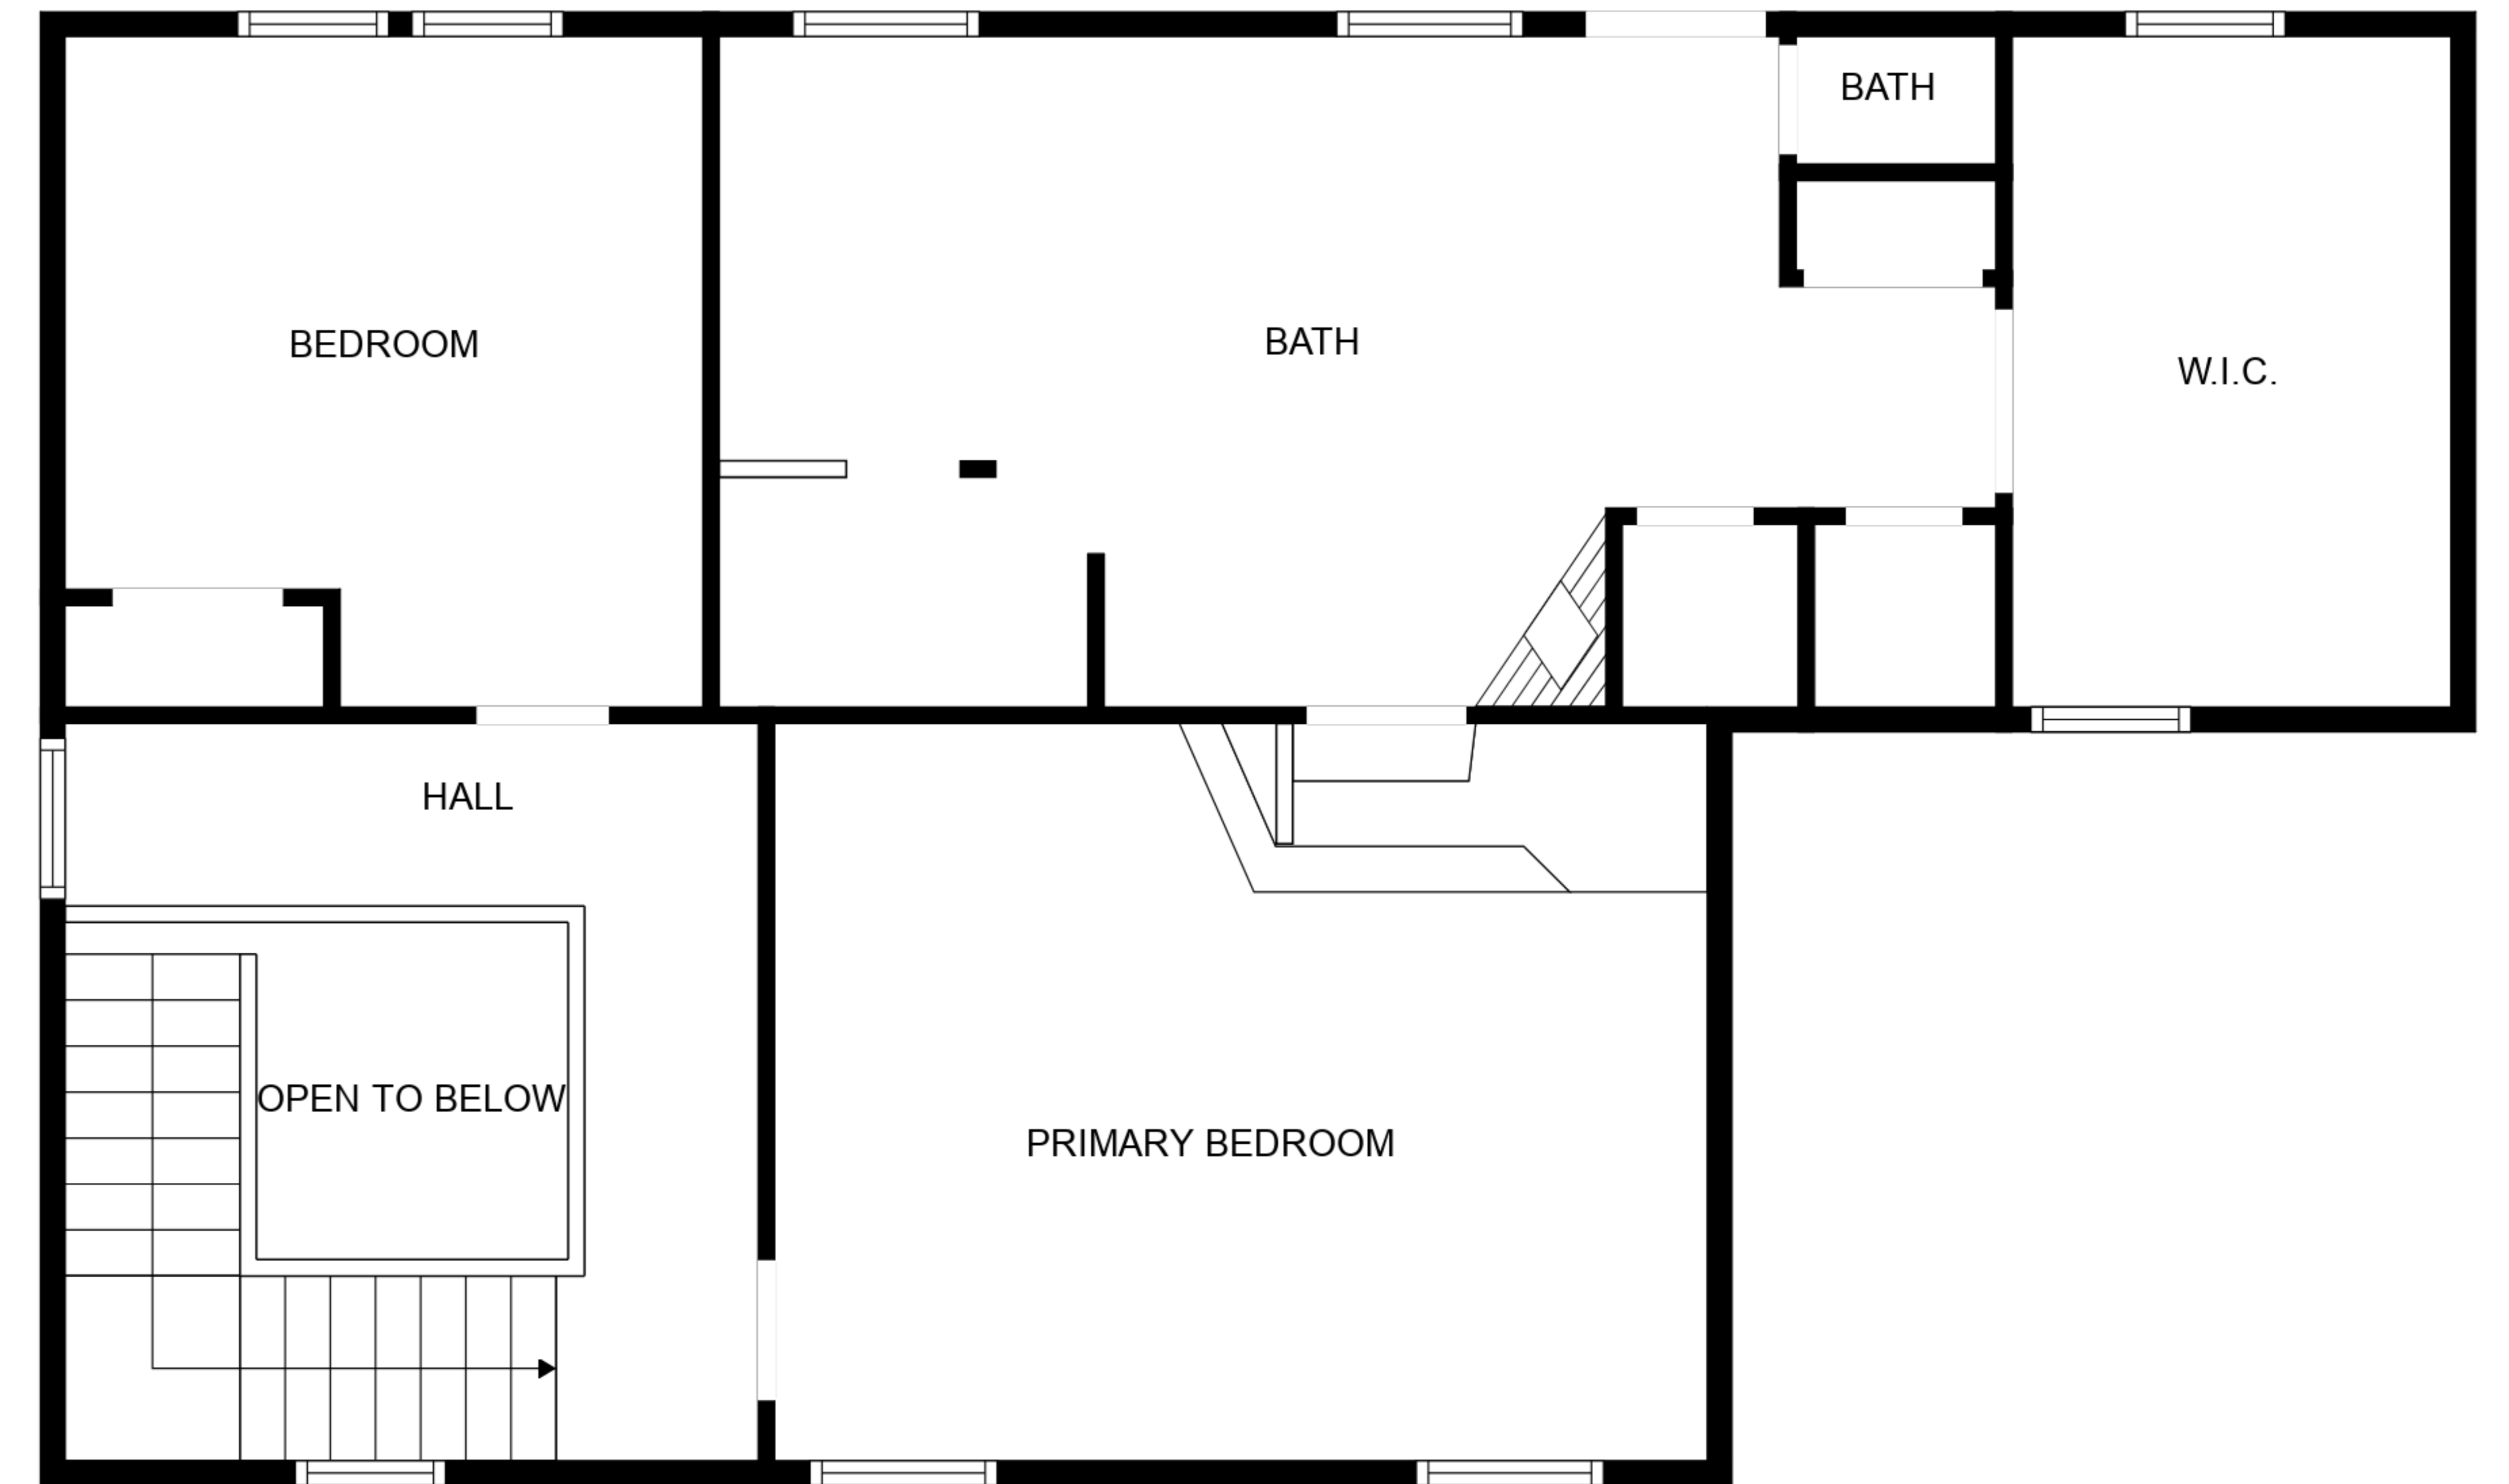 BATH
BEDROOM
BATH
W.I.C.
HALL
OPEN TO BELOW
PRIMARY BEDROOM